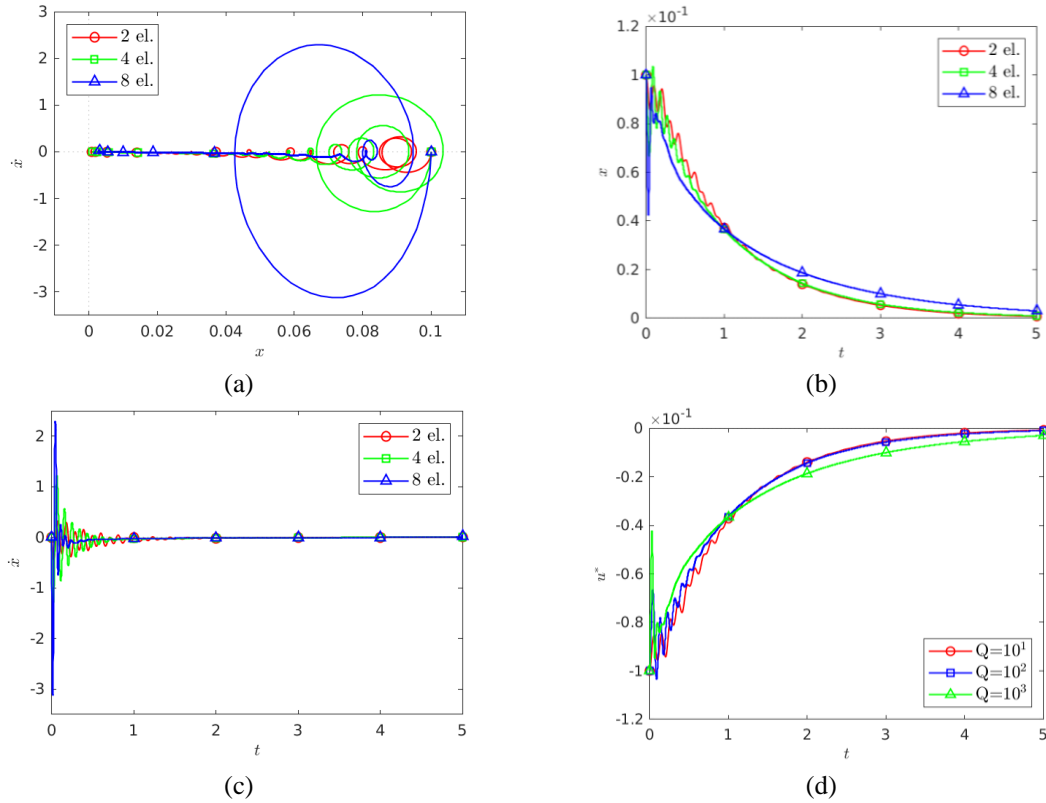 3
2
1
0
-1
-2
-3
ẋ
0
0.02
0.04
0.06
0.08
0.1
x
2 el.
4 el.
8 el.
(a)
×10⁻¹
1.2
1
0.8
0.6
0.4
0.2
0
x
0
1
2
3
4
5
t
2 el.
4 el.
8 el.
(b)
2
1
0
-1
-2
-3
ẋ
0
1
2
3
4
5
t
2 el.
4 el.
8 el.
(c)
×10⁻¹
0
-0.2
-0.4
-0.6
-0.8
-1
-1.2
u*
0
1
2
3
4
5
t
Q=10¹
Q=10²
Q=10³
(d)